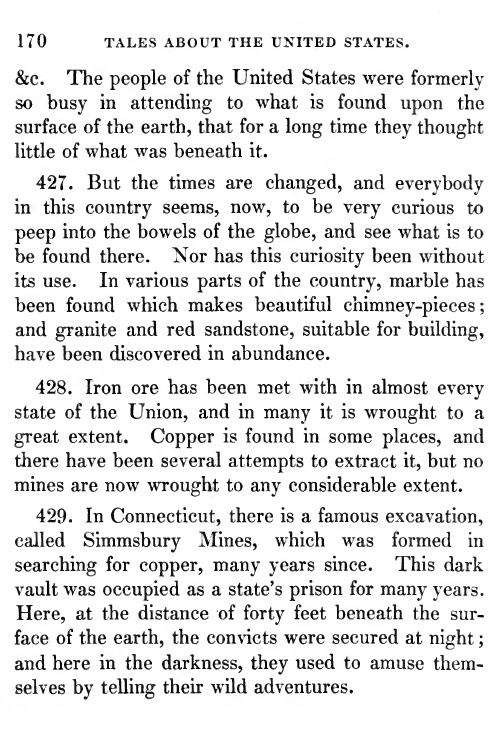 170 TALES ABOUT THE UNITED STATES.
&c. The people of the United States were formerly
so busy in attending to what is found upon the
surface of the earth, that for a long time they thought
little of what was beneath it.
427. But the times are changed, and everybody
in this country seems, now, to be very curious to
peep into the bowels of the globe, and see what is to
be found there. Nor has this curiosity been without
its use. In various parts of the country, marble has
been found which makes beautiful chimney-pieces;
and granite and red sandstone, suitable for building,
have been discovered in abundance.
428. Iron ore has been met with in almost every
state of the Union, and in many it is wrought to a
great extent. Copper is found in some places, and
there have been several attempts to extract it, but no
mines are now wrought to any considerable extent.
429. In Connecticut, there is a famous excavation,
called Simmsbury Mines, which was formed in
searching for copper, many years since. This dark
vault was occupied as a state's prison for many years.
Here, at the distance of forty feet beneath the sur-
face of the earth, the convicts were secured at night;
and here in the darkness, they used to amuse them-
selves by telling their wild adventures.